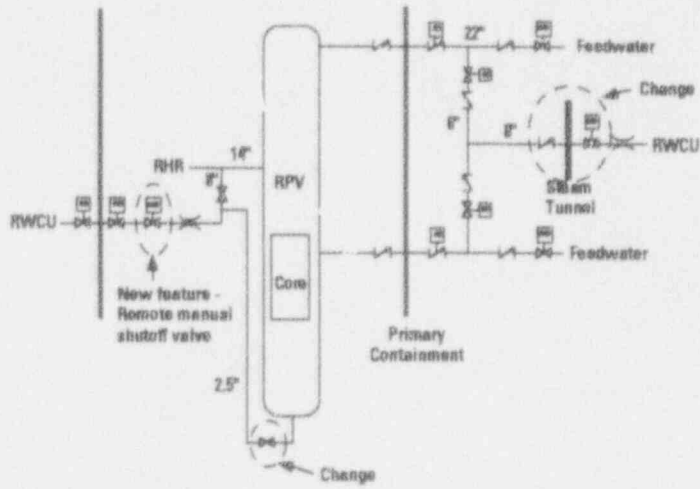 22"
Feedwater
Change
6"
8"
RHR
14"
8"
RPV
RWCU
RWCU
Steam
Tunnel
Feedwater
Core
New feature -
Remote manual
shutoff valve
Primary
Containment
2.5"
Change